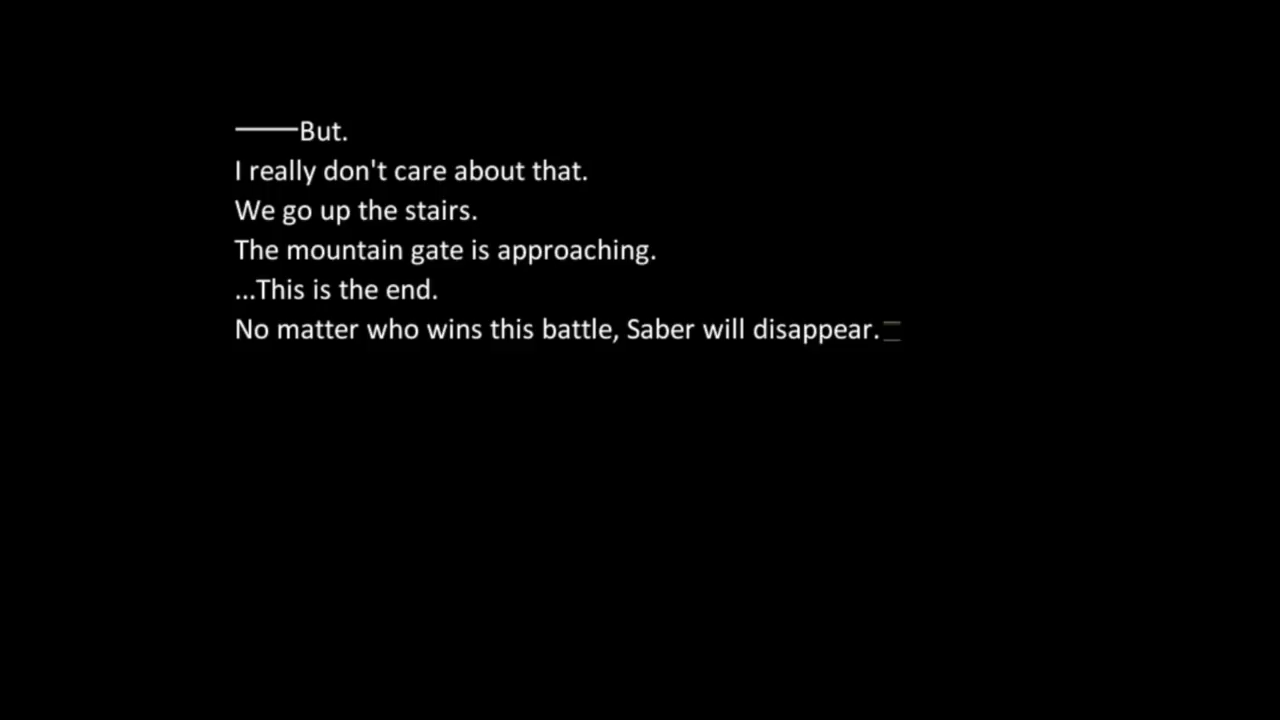 ———But.
I really don't care about that.
We go up the stairs.
The mountain gate is approaching.
...This is the end.
No matter who wins this battle, Saber will disappear.